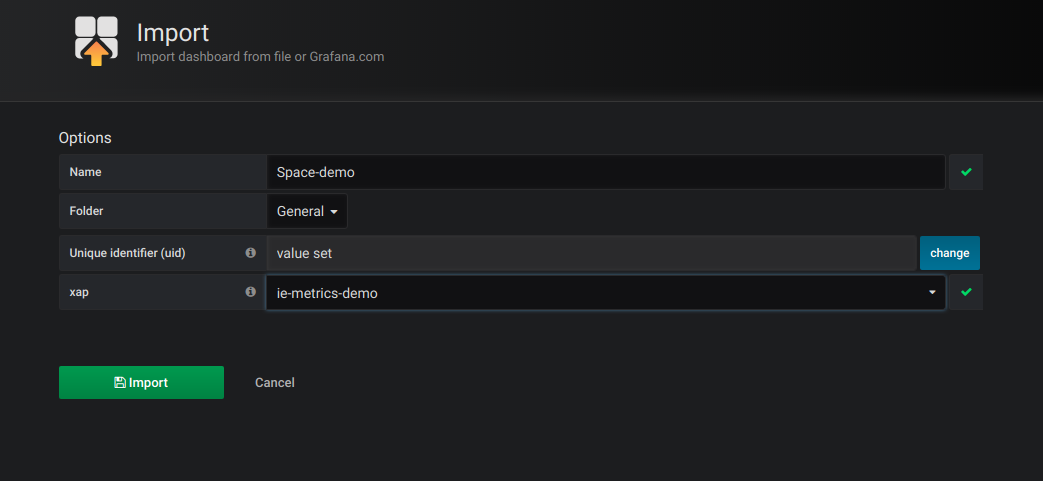 Import
Import dashboard from file or Grafana.com
Options
Name
Space-demo
Folder
General
Unique identifier (uid)
value set
change
xap
ie-metrics-demo
Import
Cancel